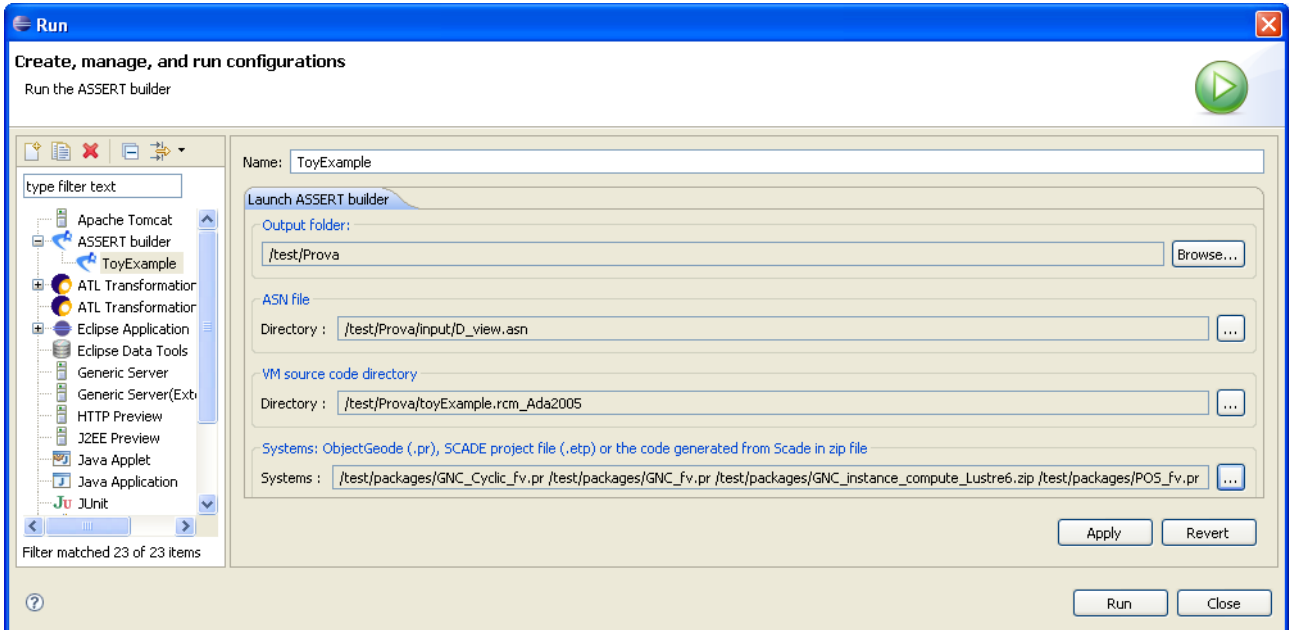 Run
Create, manage, and run configurations
Run the ASSERT builder
type filter text
Apache Tomcat
ASSERT builder
ToyExample
ATL Transformation
ATL Transformation
Eclipse Application
Eclipse Data Tools
Generic Server
Generic Server(Ext
HTTP Preview
J2EE Preview
Java Applet
Java Application
Ju JUnit
Filter matched 23 of 23 items
Name: ToyExample
Launch ASSERT builder
Output folder:
/test/Prova Browse...
ASN file
Directory : /test/Prova/input/D_view.asn ...
VM source code directory
Directory : /test/Prova/toyExample.rcm_Ada2005 ...
Systems: ObjectGeode (.pr), SCADE project file (.etp) or the code generated from Scade in zip file
Systems : /test/packages/GNC_Cyclic_fv.pr /test/packages/GNC_fv.pr /test/packages/GNC_instance_compute_Lustre6.zip /test/packages/POS_fv.pr ...
Apply Revert
? Run Close